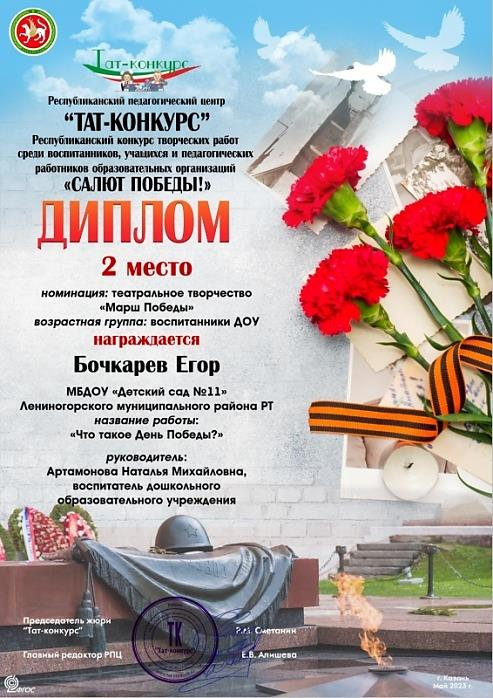 Тат-конкурс
Республиканский педагогический центр
“ТАТ-КОНКУРС”
Республиканский конкурс творческих работ
среди воспитанников, учащихся и педагогических
работников образовательных организаций
«САЛЮТ ПОБЕДЫ!»
ДИПЛОМ
2 место
номинация: театральное творчество
«Марш Победы»
возрастная группа: воспитанники ДОУ
награждается
Бочкарев Егор
МБДОУ «Детский сад №11»
Лениногорского муниципального района РТ
название работы:
«Что такое День Победы?»
руководитель:
Артамонова Наталья Михайловна,
воспитатель дошкольного
образовательного учреждения
Председатель жюри
"Тат-конкурс"
Сметанин
Главный редактор РПЦ
Е.В. Алишева
ТК
"Тат-конкурс"
г. Казань
Май 2023 г.
ФГОС